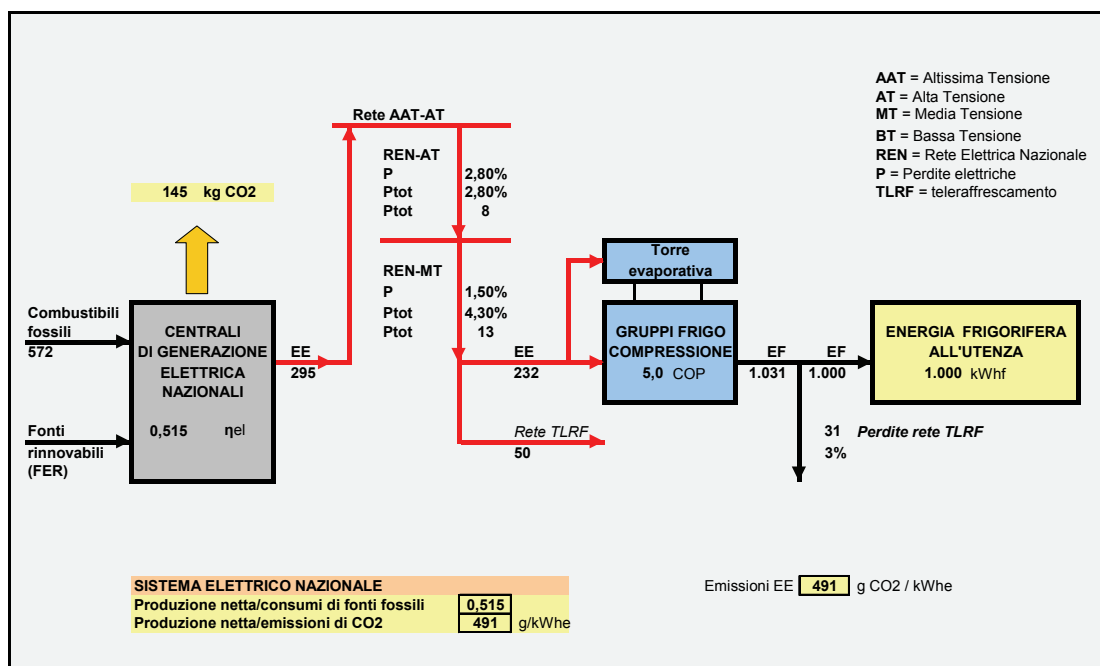 AAT = Altissima Tensione
AT = Alta Tensione
MT = Media Tensione
BT = Bassa Tensione
REN = Rete Elettrica Nazionale
P = Perdite elettriche
TLRF = teleraffrescamento
Rete AAT-AT
REN-AT
P 2,80%
Ptot 2,80%
Ptot 8
145 kg CO2
REN-MT
P 1,50%
Ptot 4,30%
Ptot 13
Torre
evaporativa
Combustibili
fossili
572
CENTRALI
DI GENERAZIONE
ELETTRICA
NAZIONALI
0,515 ηel
EE
295
EE
232
GRUPPI FRIGO
COMPRESSIONE
5,0 COP
EF
1.031
EF
1.000
ENERGIA FRIGORIFERA
ALL'UTENZA
1.000 kWhf
Fonti
rinnovabili
(FER)
Rete TLRF
50
31 Perdite rete TLRF
3%
SISTEMA ELETTRICO NAZIONALE
Produzione netta/consumi di fonti fossili 0,515
Produzione netta/emissioni di CO2 491 g/kWhe
Emissioni EE 491 g CO2 / kWhe